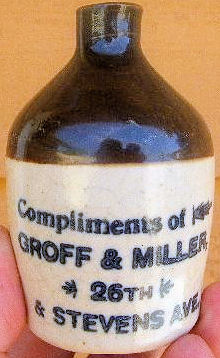 Compliments of
GROFF & MILLER,
26TH
& STEVENS AVE.